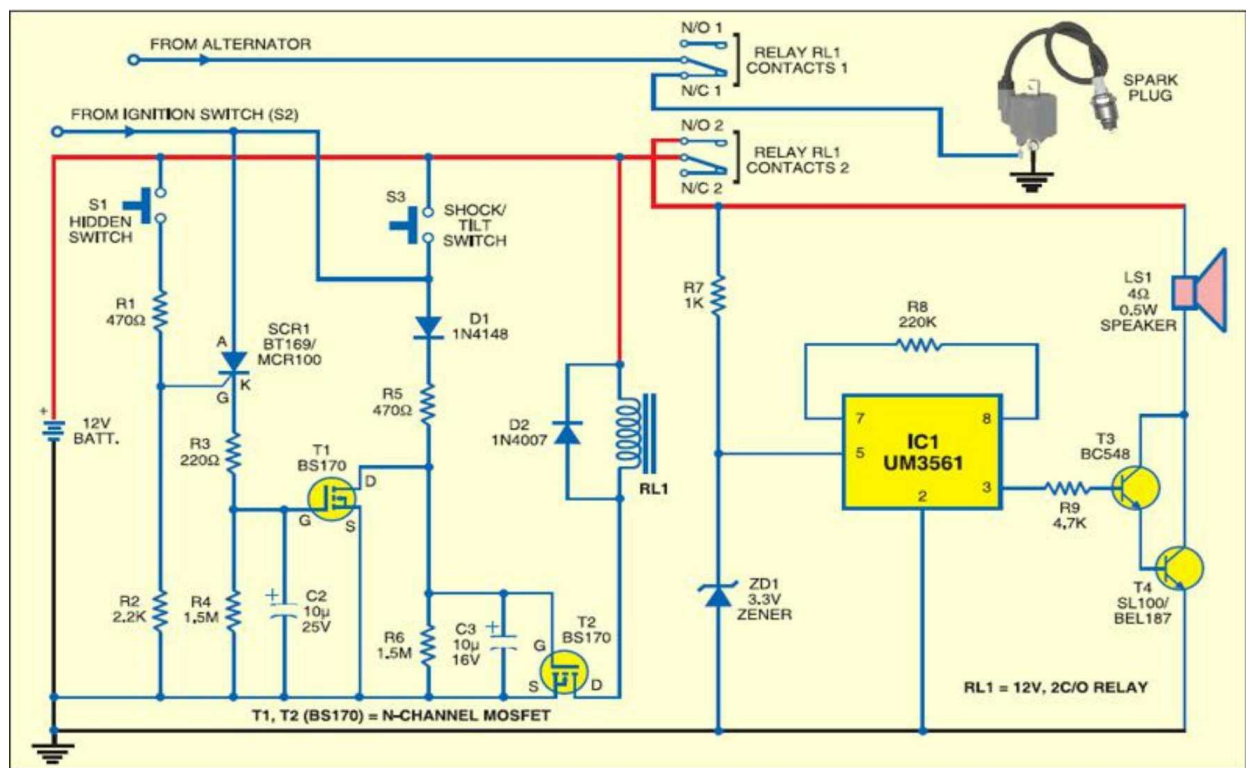 FROM ALTERNATOR
N/O 1
N/C 1
RELAY RL1
CONTACTS 1
SPARK
PLUG
FROM IGNITION SWITCH (S2)
N/O 2
N/C 2
RELAY RL1
CONTACTS 2
S1
HIDDEN
SWITCH
S3
SHOCK/
TILT
SWITCH
R1
470Ω
A
K
G
SCR1
BT169/
MCR100
D1
1N4148
R7
1K
R8
220K
LS1
4Ω
0.5W
SPEAKER
+
12V
BATT.
R3
220Ω
T1
BS170
D
G
S
R5
470Ω
D2
1N4007
RL1
7
8
5
IC1
UM3561
2
3
T3
BC548
R9
4.7K
R2
2.2K
R4
1.5M
+
C2
10µ
25V
R6
1.5M
+
C3
10µ
16V
T2
BS170
G
S
D
ZD1
3.3V
ZENER
T4
SL100/
BEL187
RL1 = 12V, 2C/O RELAY
T1, T2 (BS170) = N-CHANNEL MOSFET